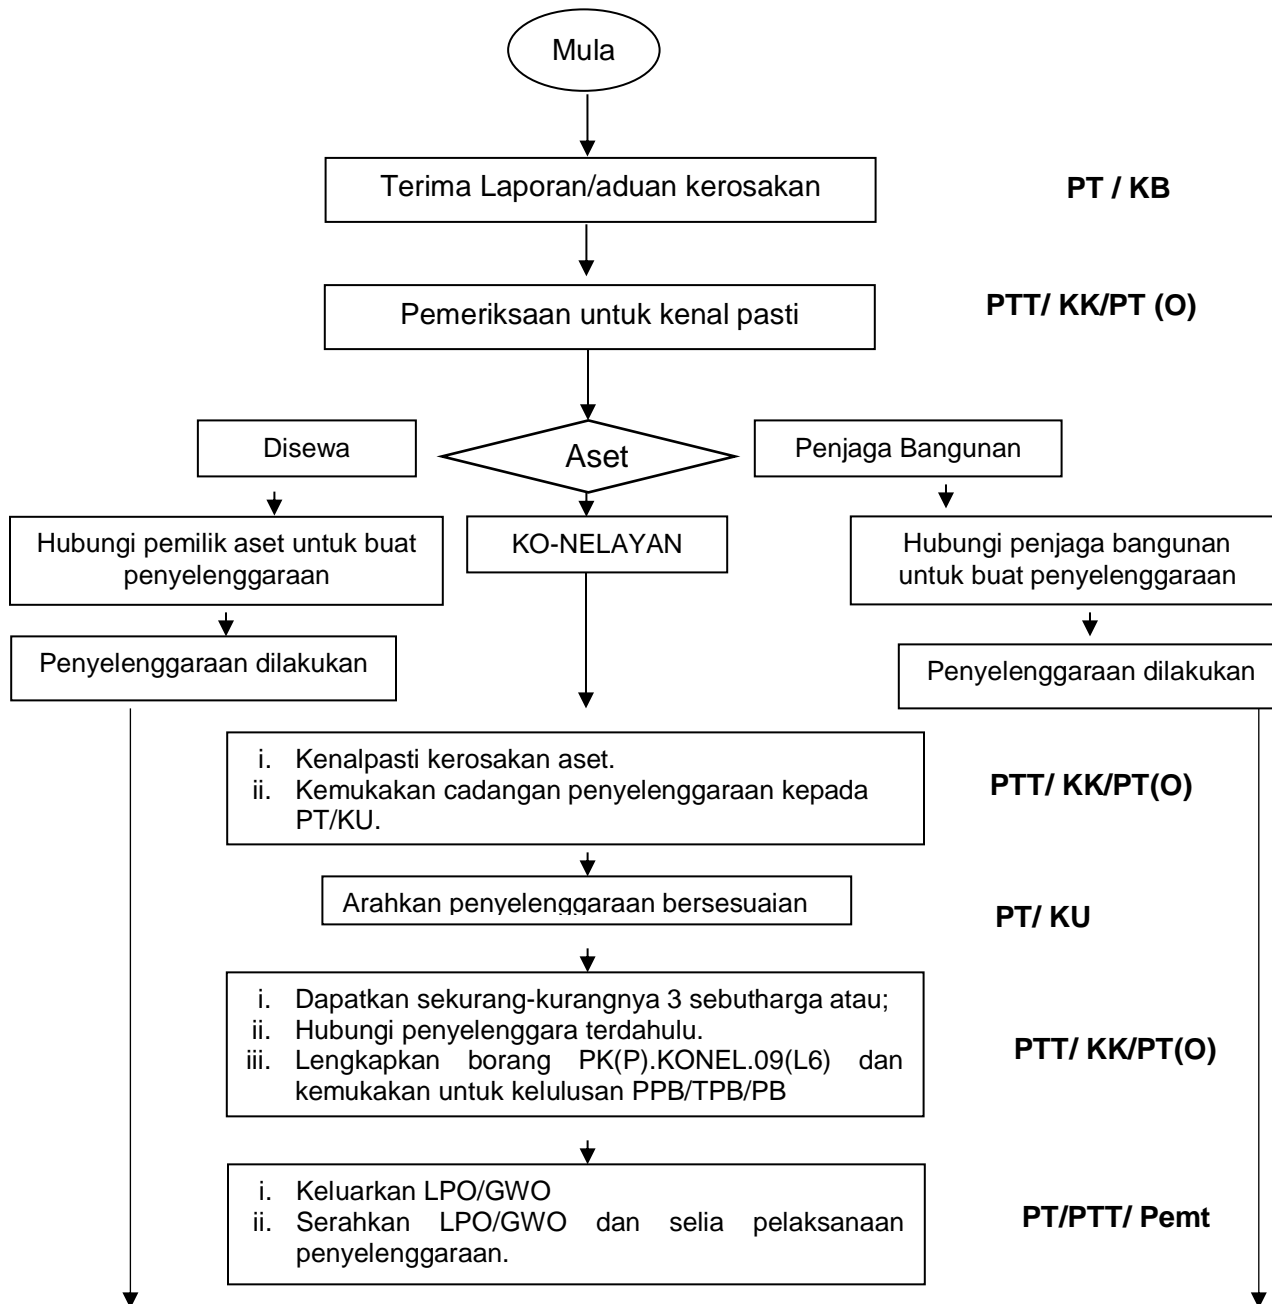 Mula
Terima Laporan/aduan kerosakan
PT / KB
Pemeriksaan untuk kenal pasti
PTT/ KK/PT (O)
Disewa
Aset
Penjaga Bangunan
Hubungi pemilik aset untuk buat
penyelenggaraan
KO-NELAYAN
Hubungi penjaga bangunan
untuk buat penyelenggaraan
Penyelenggaraan dilakukan
Penyelenggaraan dilakukan
i. Kenalpasti kerosakan aset.
ii. Kemukakan cadangan penyelenggaraan kepada
PT/KU.
PTT/ KK/PT(O)
Arahkan penyelenggaraan bersesuaian
PT/ KU
i. Dapatkan sekurang-kurangnya 3 sebutharga atau;
ii. Hubungi penyelenggara terdahulu.
iii. Lengkapkan borang PK(P).KONEL.09(L6) dan
kemukakan untuk kelulusan PPB/TPB/PB
PTT/ KK/PT(O)
i. Keluarkan LPO/GWO
ii. Serahkan LPO/GWO dan selia pelaksanaan
penyelenggaraan.
PT/PTT/ Pemt